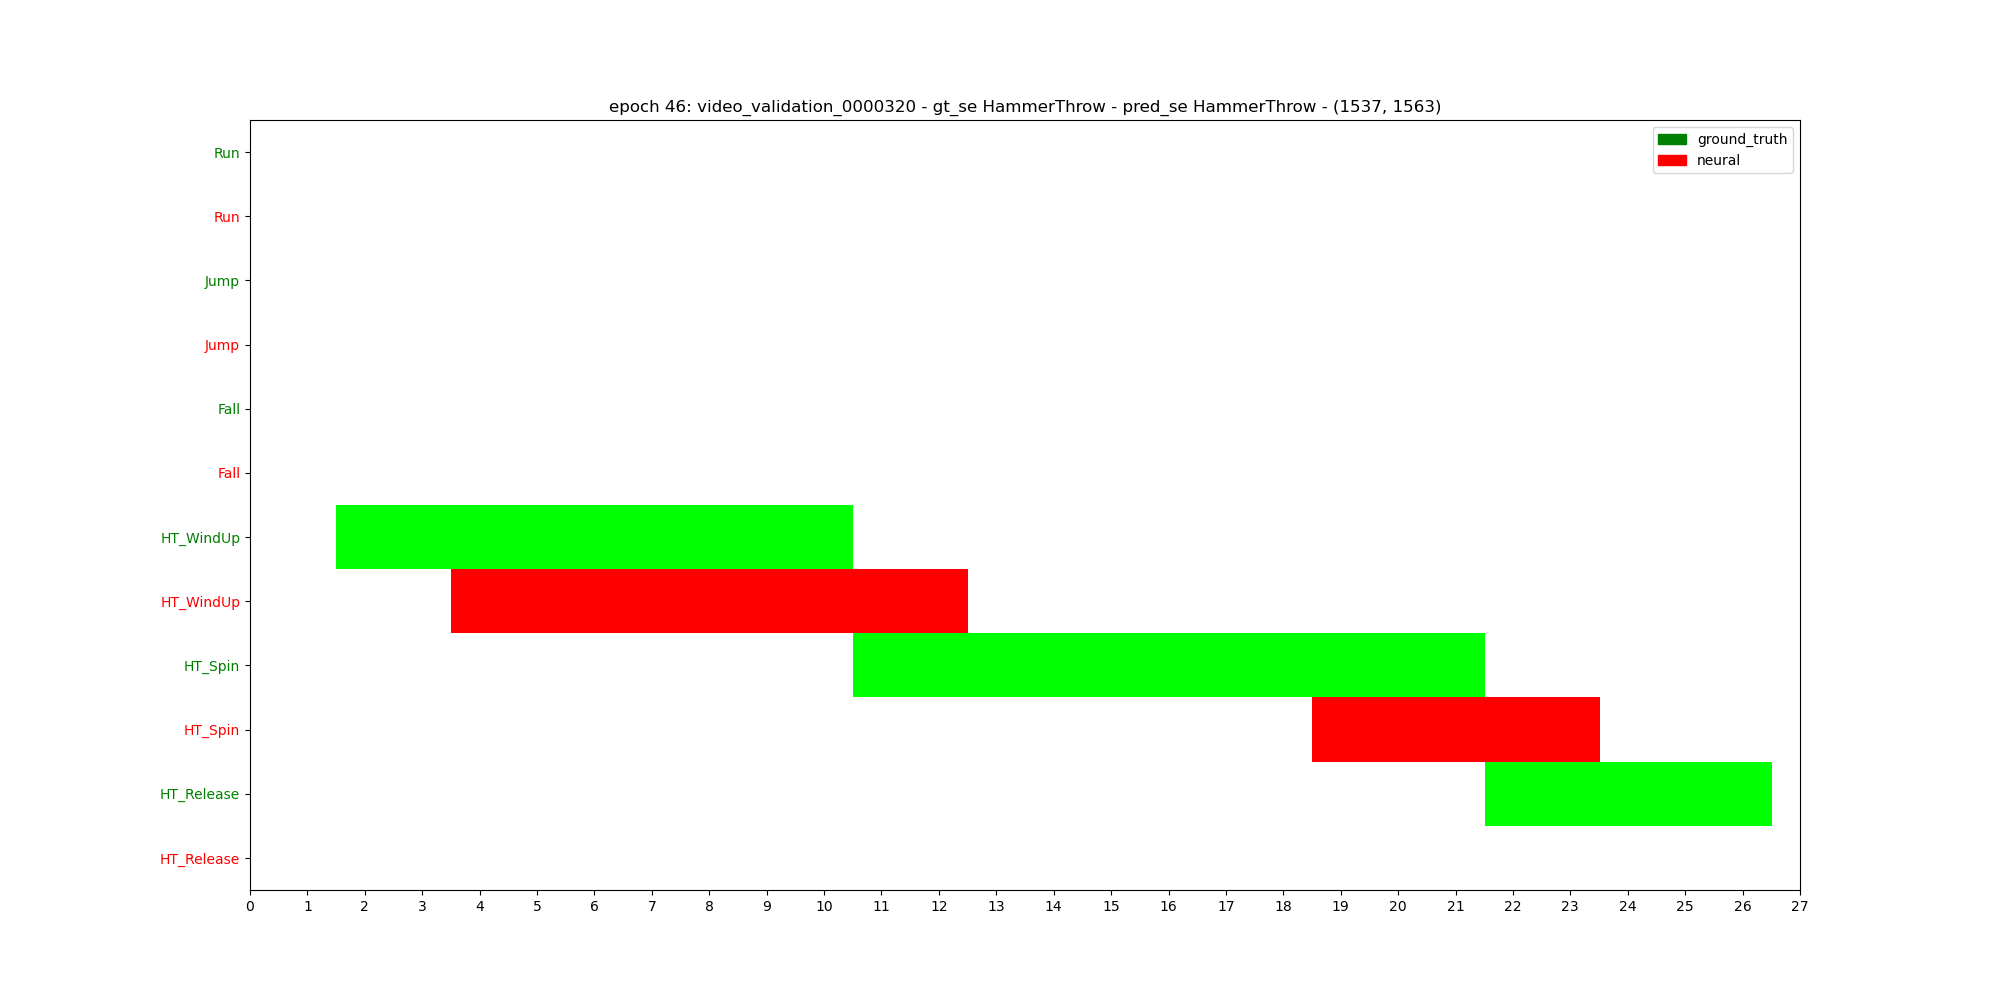 epoch 46: video_validation_0000320 - gt_se HammerThrow - pred_se HammerThrow - (1537, 1563)
ground_truth
neural
Run
Run
Jump
Jump
Fall
Fall
HT_WindUp
HT_WindUp
HT_Spin
HT_Spin
HT_Release
HT_Release
0 1 2 3 4 5 6 7 8 9 10 11 12 13 14 15 16 17 18 19 20 21 22 23 24 25 26 27